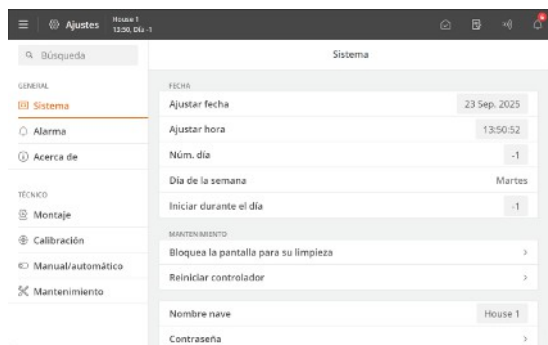 Ajustes
House 1
13:50, Día -1
Búsqueda
Sistema
GENERAL
Sistema
Alarma
Acerca de
TÉCNICO
Montaje
Calibración
Manual/automático
Mantenimiento
FECHA
Ajustar fecha 23 Sep. 2025
Ajustar hora 13:50:52
Núm. día -1
Día de la semana Martes
Iniciar durante el día -1
MANTENIMIENTO
Bloquea la pantalla para su limpieza
Reiniciar controlador
Nombre nave House 1
Contraseña